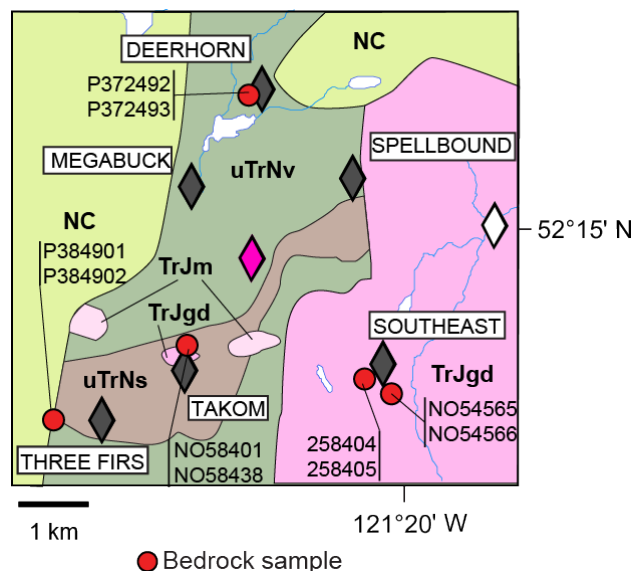 DEERHORN
NC
P372492
P372493
SPELLBOUND
MEGABUCK
uTrNv
NC
52°15' N
P384901
P384902
TrJm
TrJgd
SOUTHEAST
uTrNs
TrJgd
TAKOM
NO54565
NO54566
THREE FIRS
NO58401
NO58438
258404
258405
1 km
121°20' W
Bedrock sample